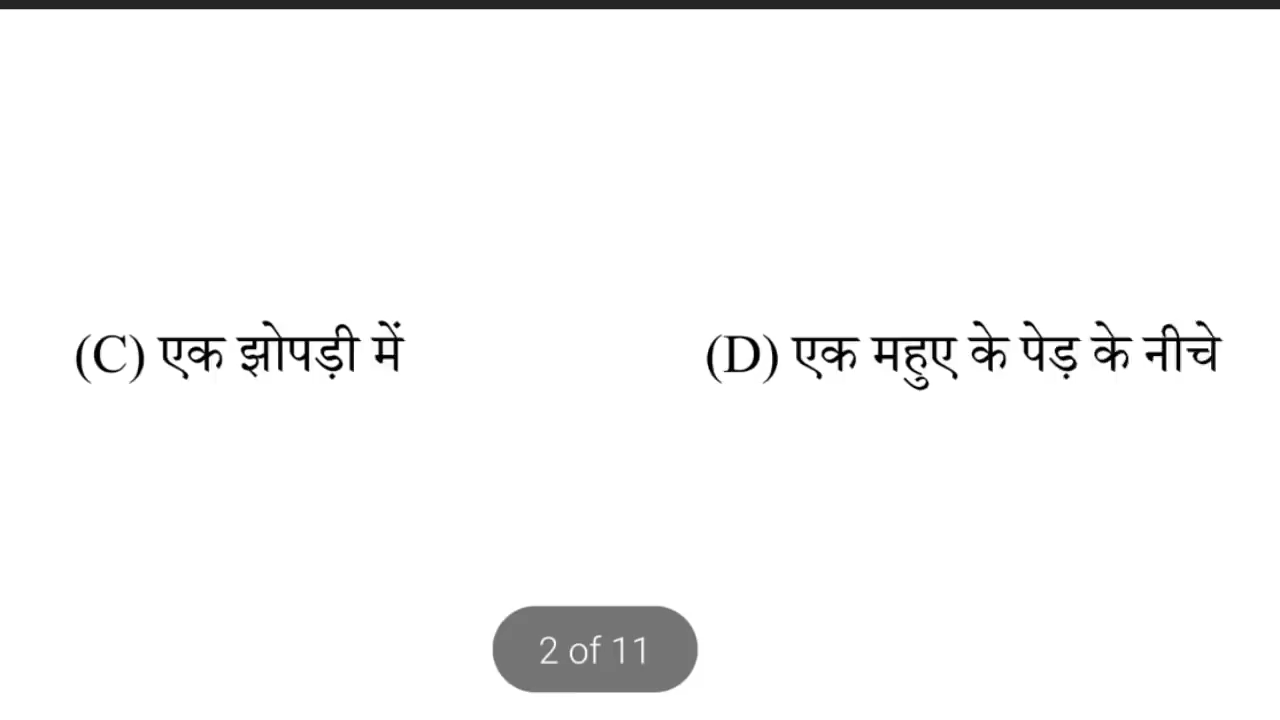 (C) एक झोपड़ी में (D) एक महुए के पेड़ के नीचे
2 of 11